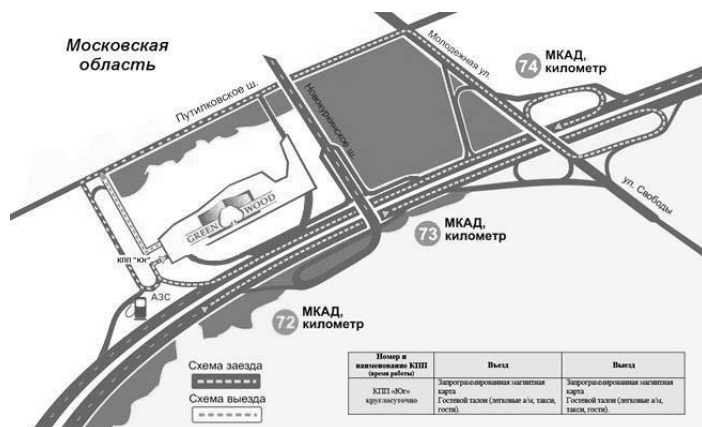 Московская
область
Путилковское ш.
Новокуркинское ш.
Молодежная ул.
74
МКАД,
километр
ул. Свободы
GREEN WOOD
КПП "Юг"
АЗС
73
МКАД,
километр
72
МКАД,
километр
Схема заезда
Схема выезда
Номер и
наименование КПП
(время работы)
Въезд
Выезд
КПП «Юг»
круглосуточно
Запрограммированная магнитная
карта
Гостевой талон (легковые а/м, такси,
гости).
Запрограммированная магнитная
карта
Гостевой талон (легковые а/м,
такси, гости).